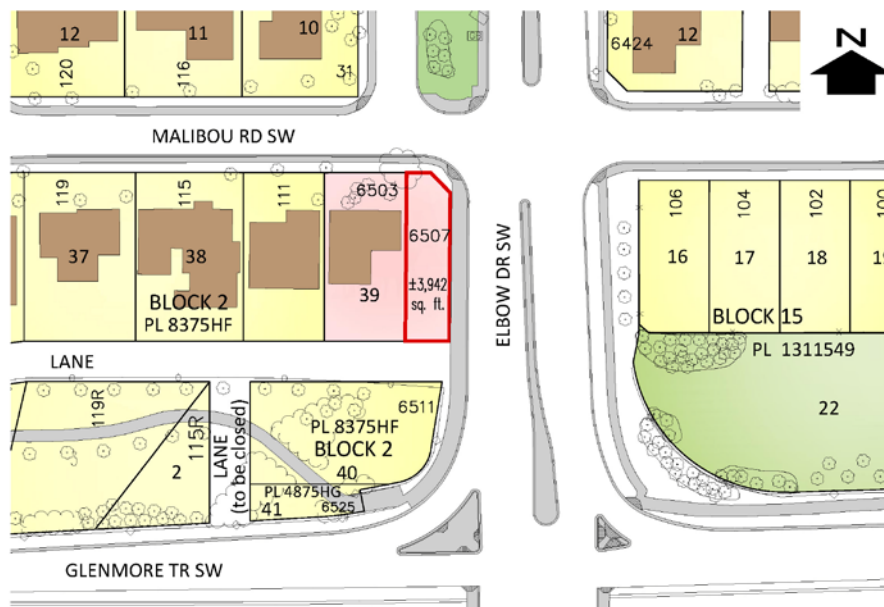 12
11
10
120
116
31
6424
12
N
MALIBOU RD SW
119
115
111
6503
6507
37
38
39
±3,942
sq. ft.
BLOCK 2
PL 8375HF
ELBOW DR SW
106
104
102
100
16
17
18
BLOCK 15
PL 1311549
22
LANE
119R
115R
2
LANE
(to be closed)
6511
PL 8375HF
BLOCK 2
40
PL 4875HG
41
6525
GLENMORE TR SW